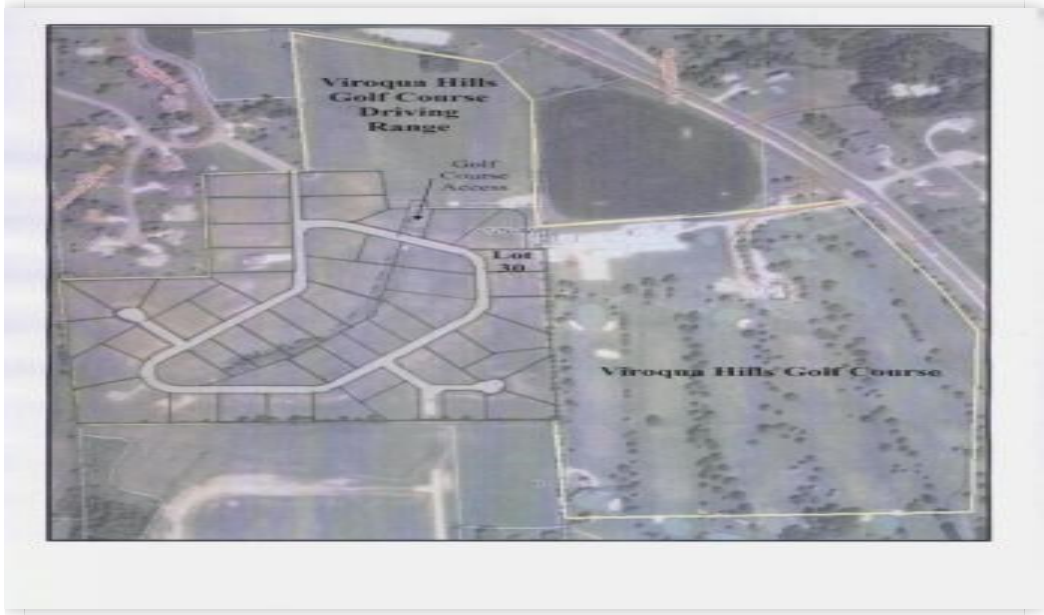 Viroqua Hills
Golf Course
Driving
Range
Golf
Course
Access
Lot
30
Viroqua Hills Golf Course